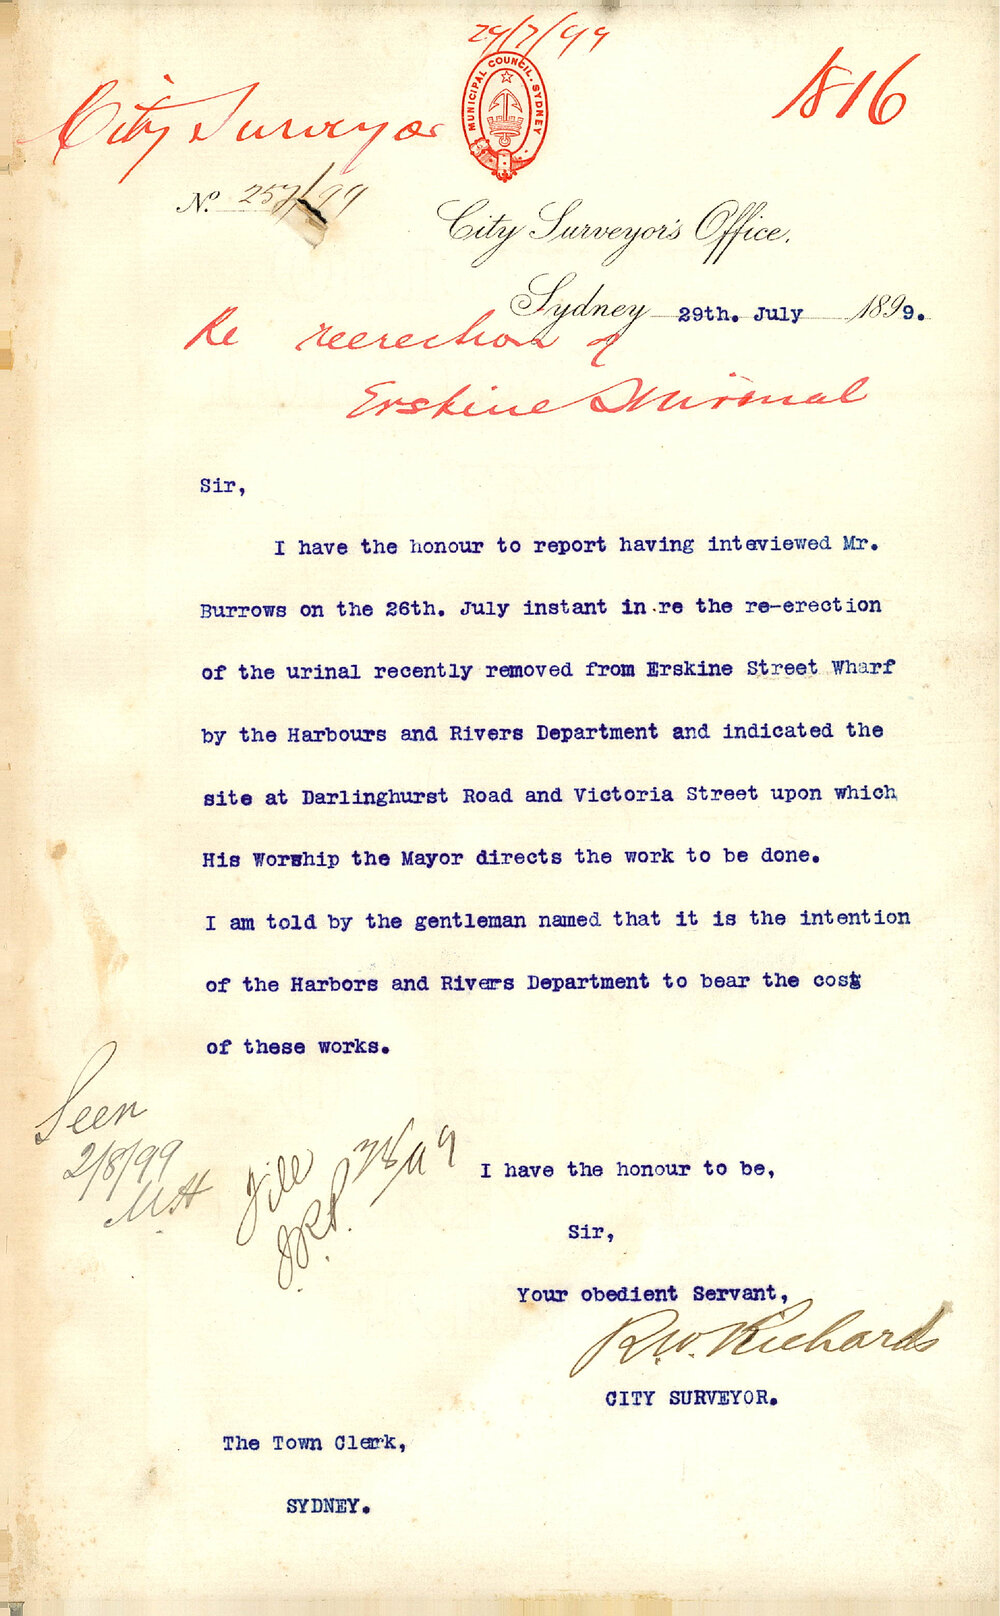 29/7/99
City Surveyor
1816
MUNICIPAL COUNCIL. SYDNEY
No. 257/99
City Surveyor's Office.
Sydney 29th. July 1899.
Re reerection of
Erskine St Urinal
Sir,
I have the honour to report having inteviewed Mr.
Burrows on the 26th. July instant in re the re-erection
of the urinal recently removed from Erskine Street Wharf
by the Harbours and Rivers Department and indicated the
site at Darlinghurst Road and Victoria Street upon which
His Worship the Mayor directs the work to be done.
I am told by the gentleman named that it is the intention
of the Harbors and Rivers Department to bear the cost
of these works.
Seen
2/8/99
MH
File
I have the honour to be,
Sir,
Your obedient Servant,
R.W. Richards
CITY SURVEYOR.
The Town Clerk,
SYDNEY.